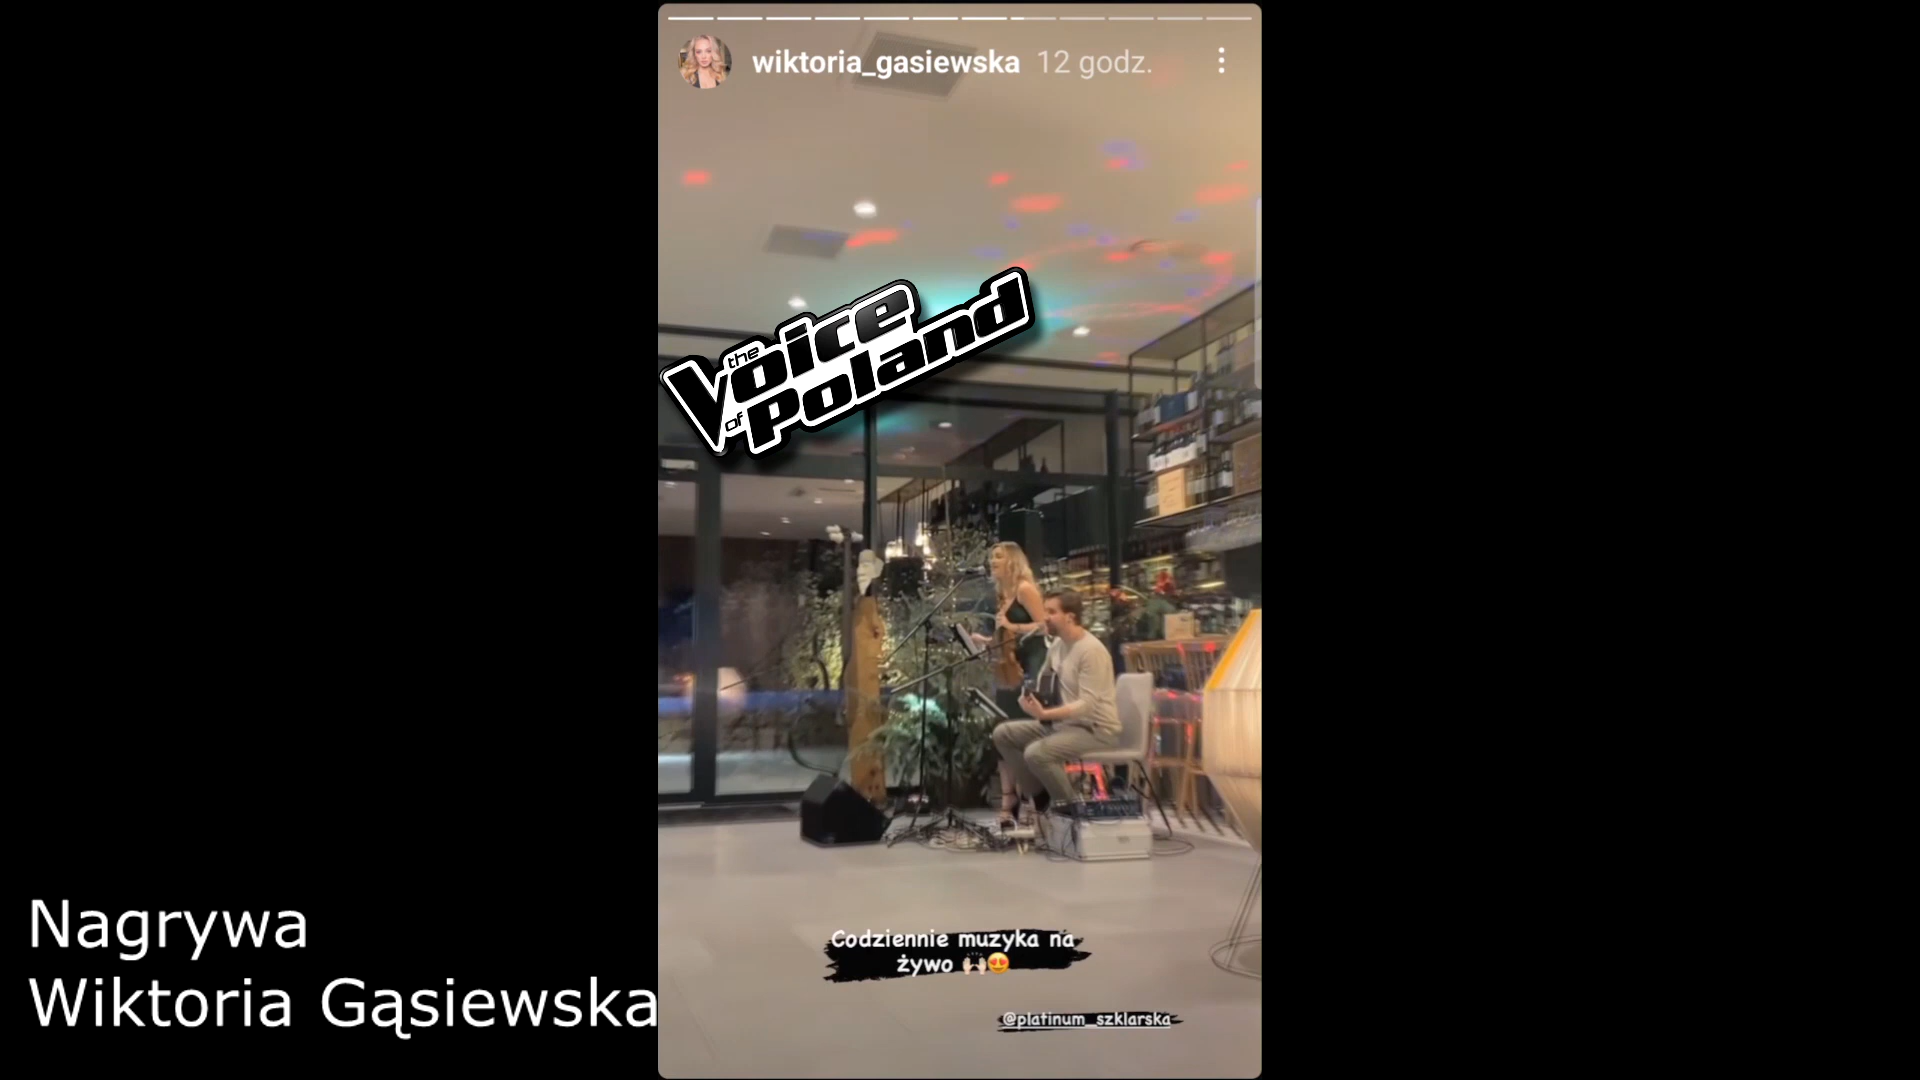 wiktoria_gasiewska 12 godz.
the
Voice
of
Poland
Codziennie muzyka na
żywo 🙌🏻😍
@platinum_szklarska
Nagrywa
Wiktoria Gąsiewska